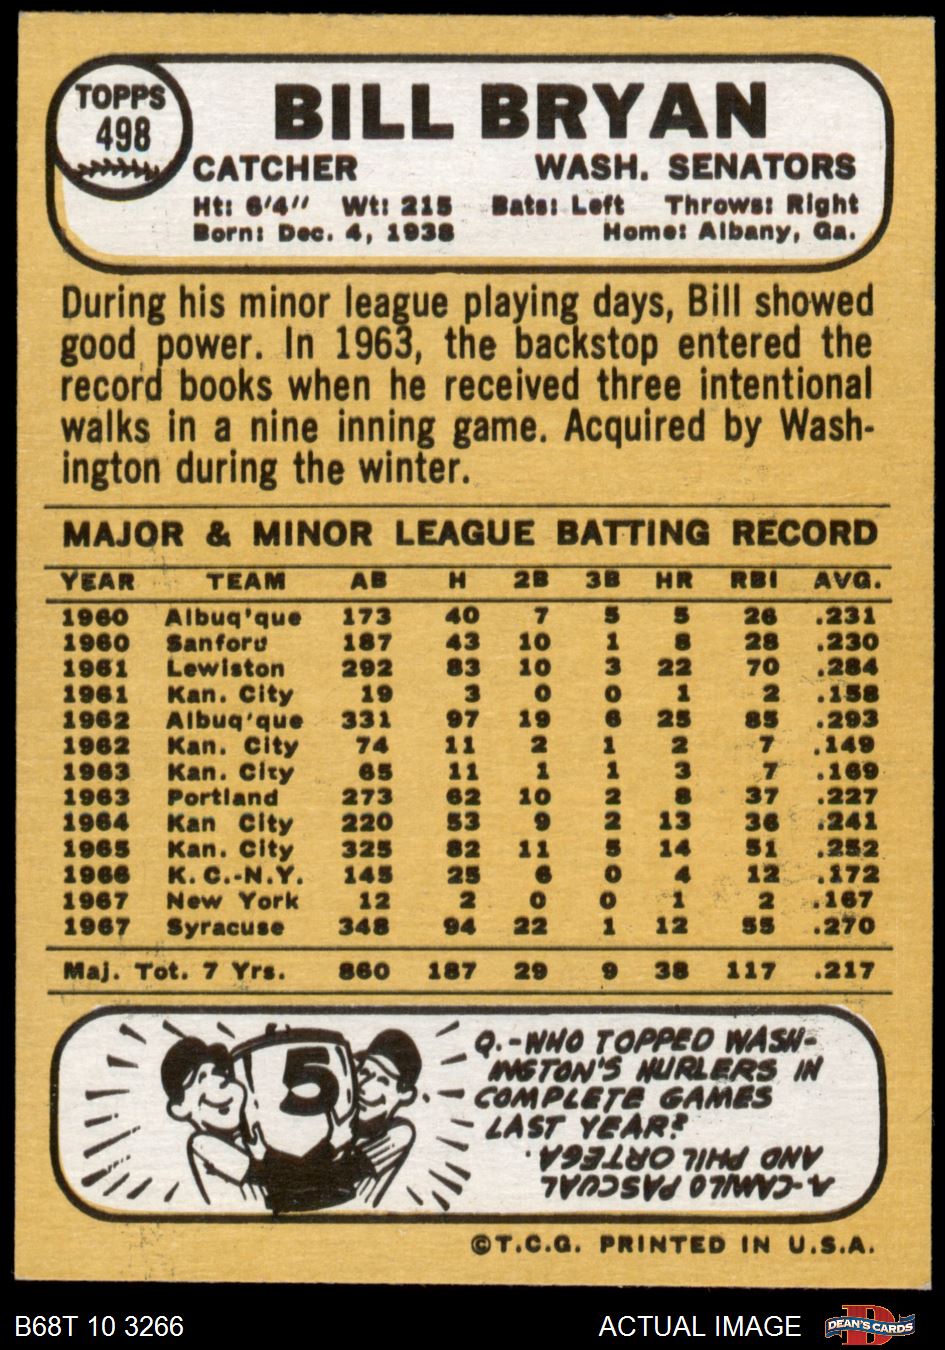 TOPPS
498
BILL BRYAN
CATCHER WASH. SENATORS
Ht: 6'4" Wt: 215 Bats: Left Throws: Right
Born: Dec. 4, 1938 Home: Albany, Ga.
During his minor league playing days, Bill showed
good power. In 1963, the backstop entered the
record books when he received three intentional
walks in a nine inning game. Acquired by Wash-
ington during the winter.
MAJOR & MINOR LEAGUE BATTING RECORD
YEAR TEAM AB H 2B 3B HR RBI AVG.
1960 Albuq'que 173 40 7 5 5 26 .231
1960 Sanford 187 43 10 1 8 28 .230
1961 Lewiston 292 83 10 3 22 70 .284
1961 Kan. City 19 3 0 0 1 2 .158
1962 Albuq'que 331 97 19 6 25 85 .293
1962 Kan. City 74 11 2 1 2 7 .149
1963 Kan. City 65 11 1 1 3 7 .169
1963 Portland 273 62 10 2 8 37 .227
1964 Kan City 220 53 9 2 13 36 .241
1965 Kan. City 325 82 11 5 14 51 .252
1966 K.C.-N.Y. 145 25 6 0 4 12 .172
1967 New York 12 2 0 0 1 2 .167
1967 Syracuse 348 94 22 1 12 55 .270
Maj. Tot. 7 Yrs. 860 187 29 9 38 117 .217
5
Q.-WHO TOPPED WASH-
INGTON'S HURLERS IN
COMPLETE GAMES
LAST YEAR?
A-CAMILO PASCUAL
AND PHIL ORTEGA.
©T.C.G. PRINTED IN U.S.A.
B68T 10 3266 ACTUAL IMAGE D DEAN'S CARDS